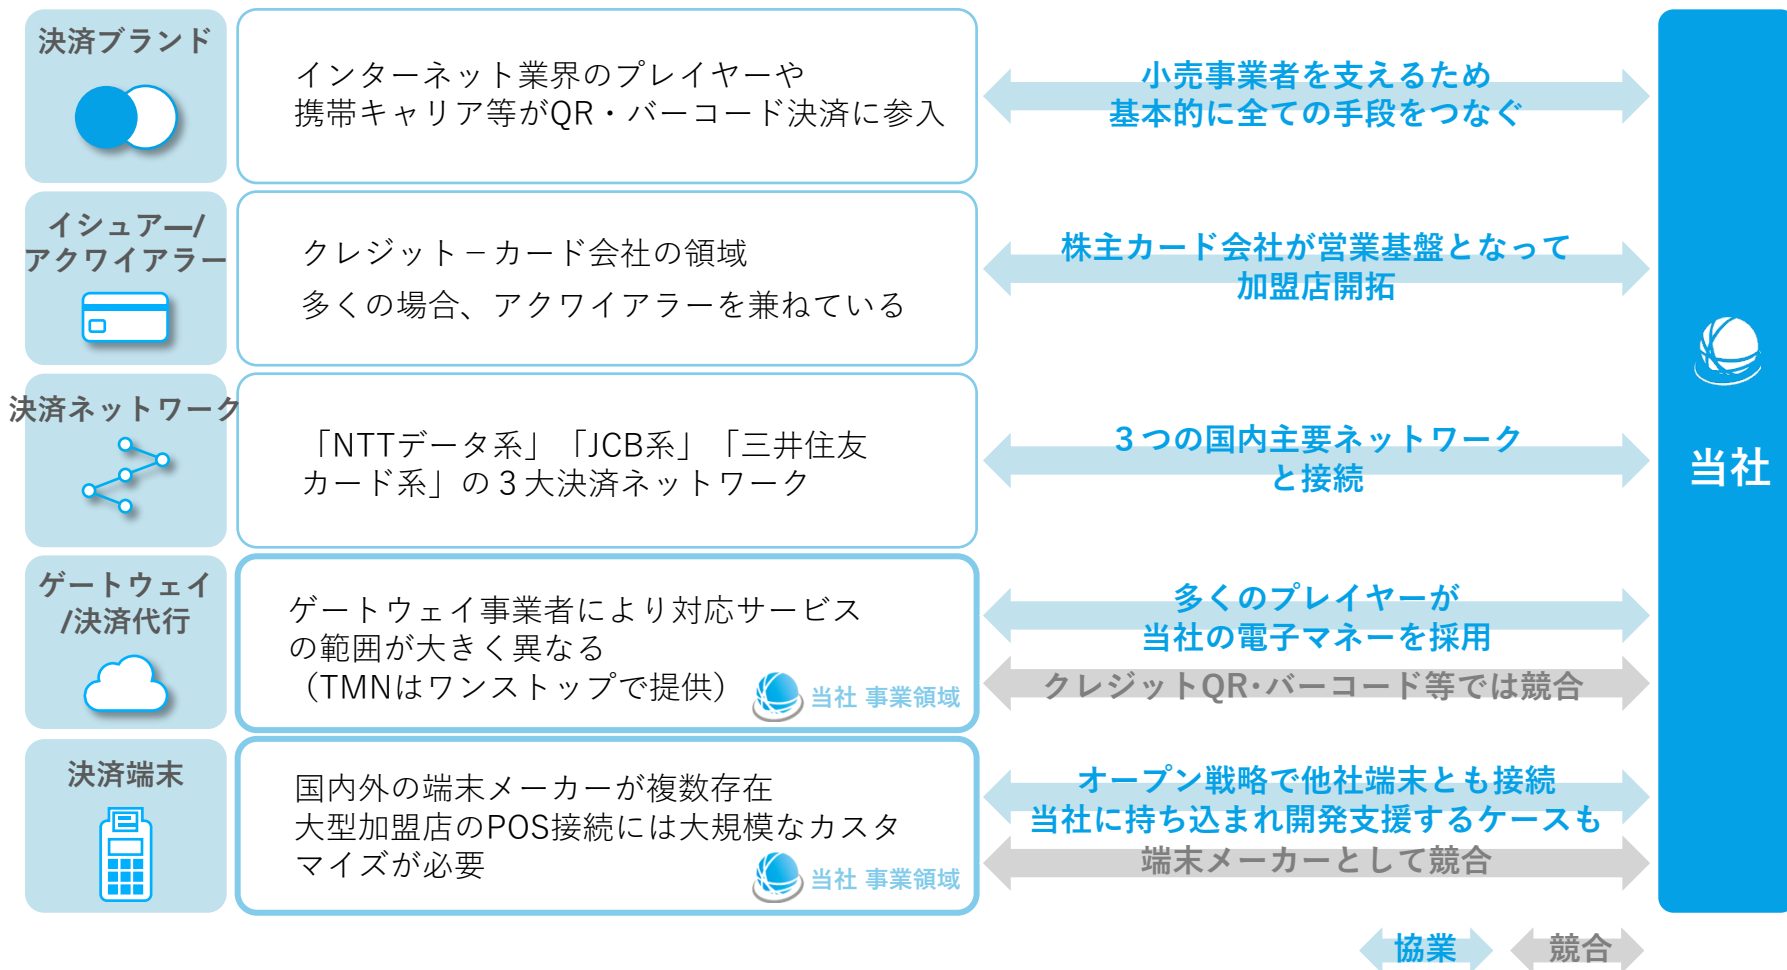 決済ブランド
インターネット業界のプレイヤーや
携帯キャリア等がQR・バーコード決済に参入
小売事業者を支えるため
基本的に全ての手段をつなぐ
イシュアー/
アクワイアラー
クレジット－カード会社の領域
多くの場合、アクワイアラーを兼ねている
株主カード会社が営業基盤となって
加盟店開拓
決済ネットワーク
「NTTデータ系」「JCB系」「三井住友
カード系」の３大決済ネットワーク
３つの国内主要ネットワーク
と接続
ゲートウェイ
/決済代行
ゲートウェイ事業者により対応サービス
の範囲が大きく異なる
（TMNはワンストップで提供）
当社 事業領域
多くのプレイヤーが
当社の電子マネーを採用
クレジットQR･バーコード等では競合
決済端末
国内外の端末メーカーが複数存在
大型加盟店のPOS接続には大規模なカスタ
マイズが必要
当社 事業領域
オープン戦略で他社端末とも接続
当社に持ち込まれ開発支援するケースも
端末メーカーとして競合
当社
協業
競合